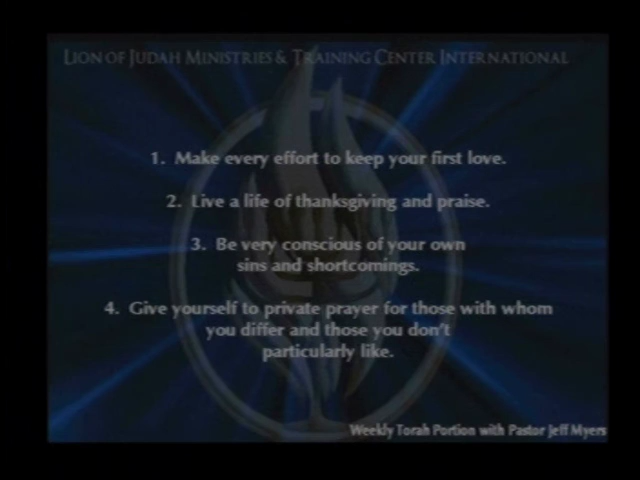 Lion of Judah Ministries & Training Center International
1. Make every effort to keep your first love.
2. Live a life of thanksgiving and praise.
3. Be very conscious of your own
sins and shortcomings.
4. Give yourself to private prayer for those with whom
you differ and those you don't
particularly like.
Weekly Torah Portion with Pastor Jeff Myers